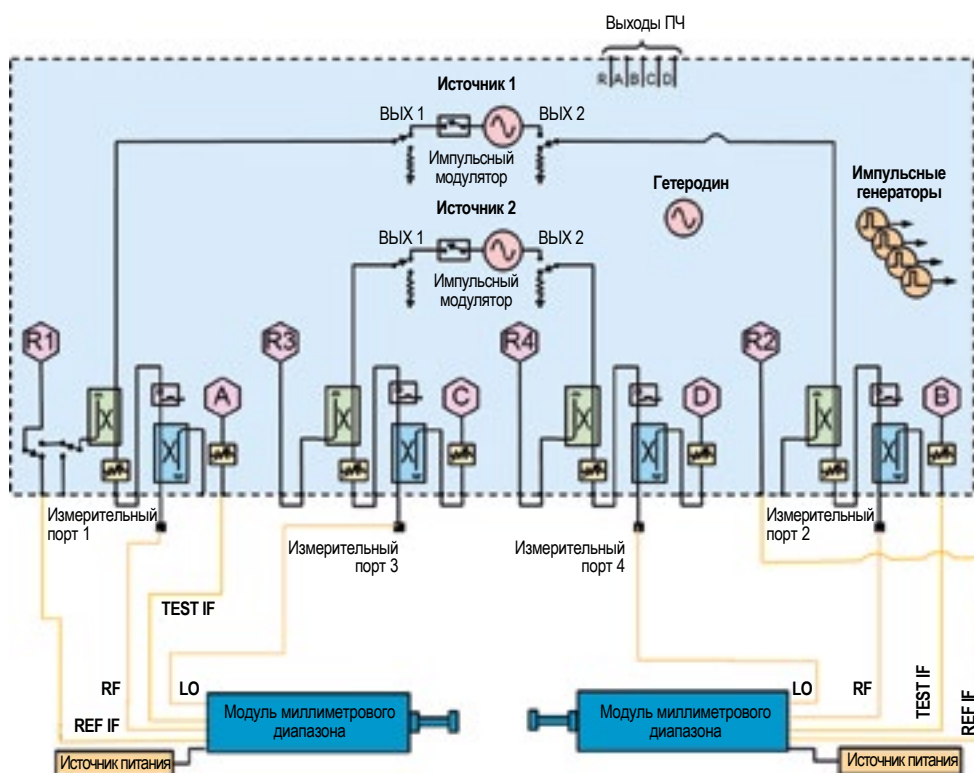 Выходы ПЧ
R A B C D
Источник 1
ВЫХ 1
ВЫХ 2
Импульсный
модулятор
Гетеродин
Импульсные
генераторы
Источник 2
ВЫХ 1
ВЫХ 2
Импульсный
модулятор
R1
R3
R4
R2
A
C
D
B
Измерительный
порт 1
Измерительный
порт 3
Измерительный
порт 4
Измерительный
порт 2
TEST IF
RF
LO
REF IF
LO
RF
TEST IF
REF IF
Модуль миллиметрового
диапазона
Модуль миллиметрового
диапазона
Источник питания
Источник питания